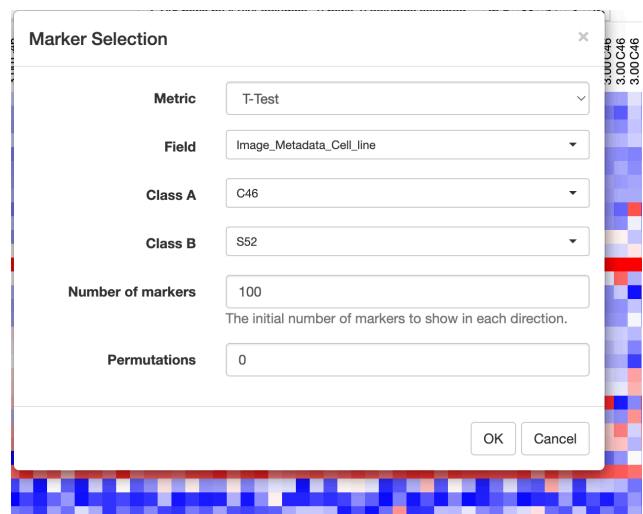 Marker Selection ×
Metric T-Test
Field Image_Metadata_Cell_line
Class A C46
Class B S52
Number of markers 100
The initial number of markers to show in each direction.
Permutations 0
OK Cancel
3.00 C46
3.00 C46
3.00 C46